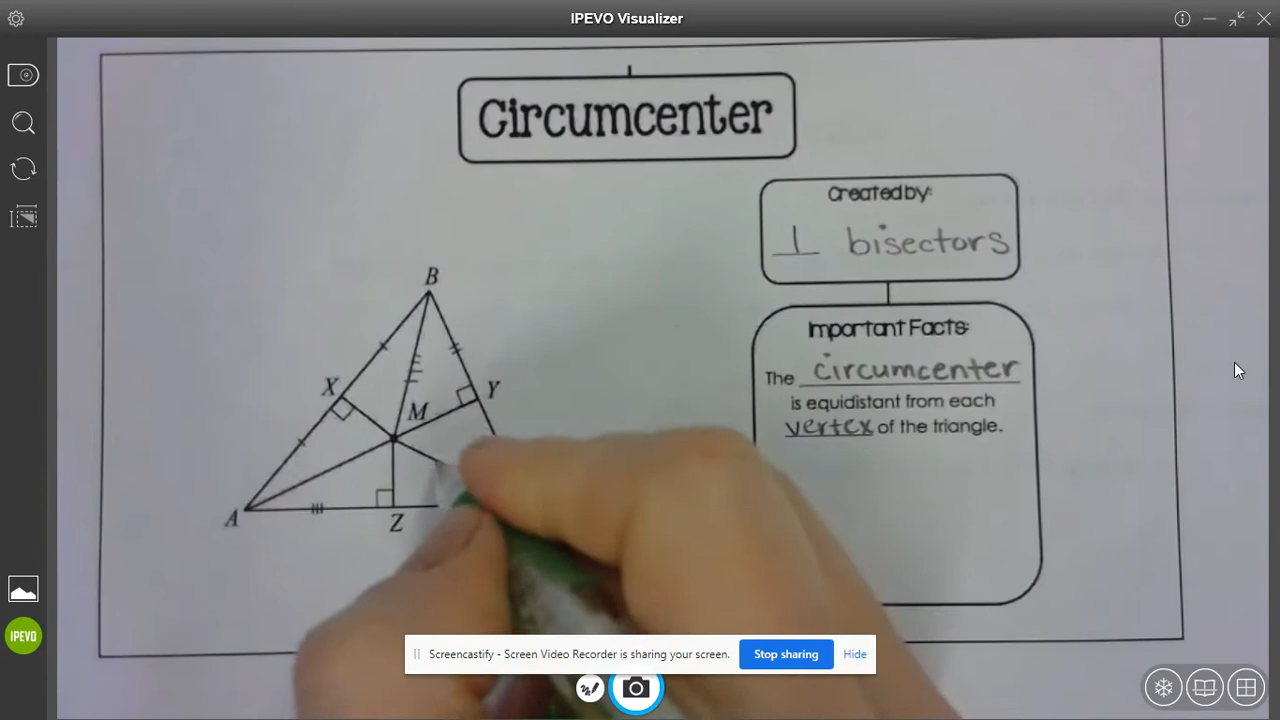 IPEVO Visualizer
Circumcenter
Created by:
⊥ bisectors
Important Facts:
The circumcenter
is equidistant from each
vertex of the triangle.
B
X
Y
M
A
Z
Screencastify - Screen Video Recorder is sharing your screen.
Stop sharing
Hide
IPEVO